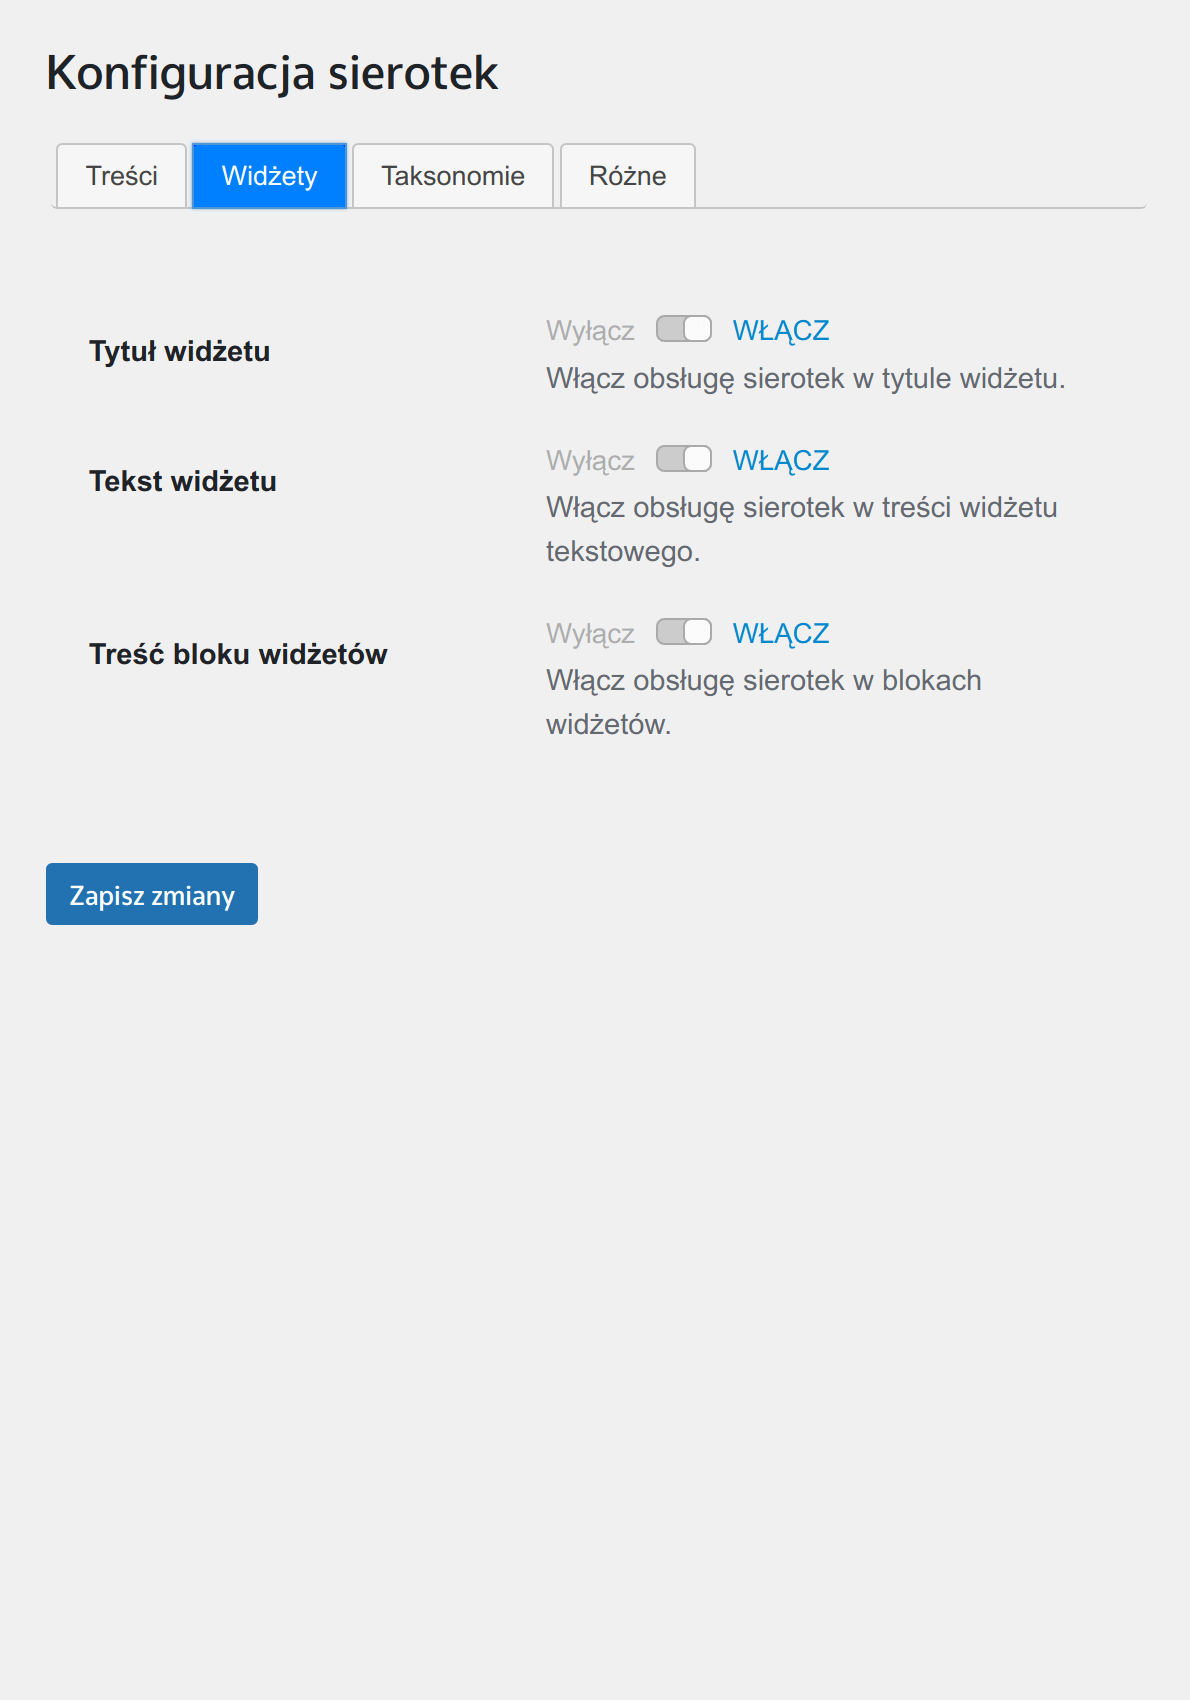 Konfiguracja sierotek
Treści Widżety Taksonomie Różne
Tytuł widżetu
Wyłącz WŁĄCZ
Włącz obsługę sierotek w tytule widżetu.
Tekst widżetu
Wyłącz WŁĄCZ
Włącz obsługę sierotek w treści widżetu
tekstowego.
Treść bloku widżetów
Wyłącz WŁĄCZ
Włącz obsługę sierotek w blokach
widżetów.
Zapisz zmiany